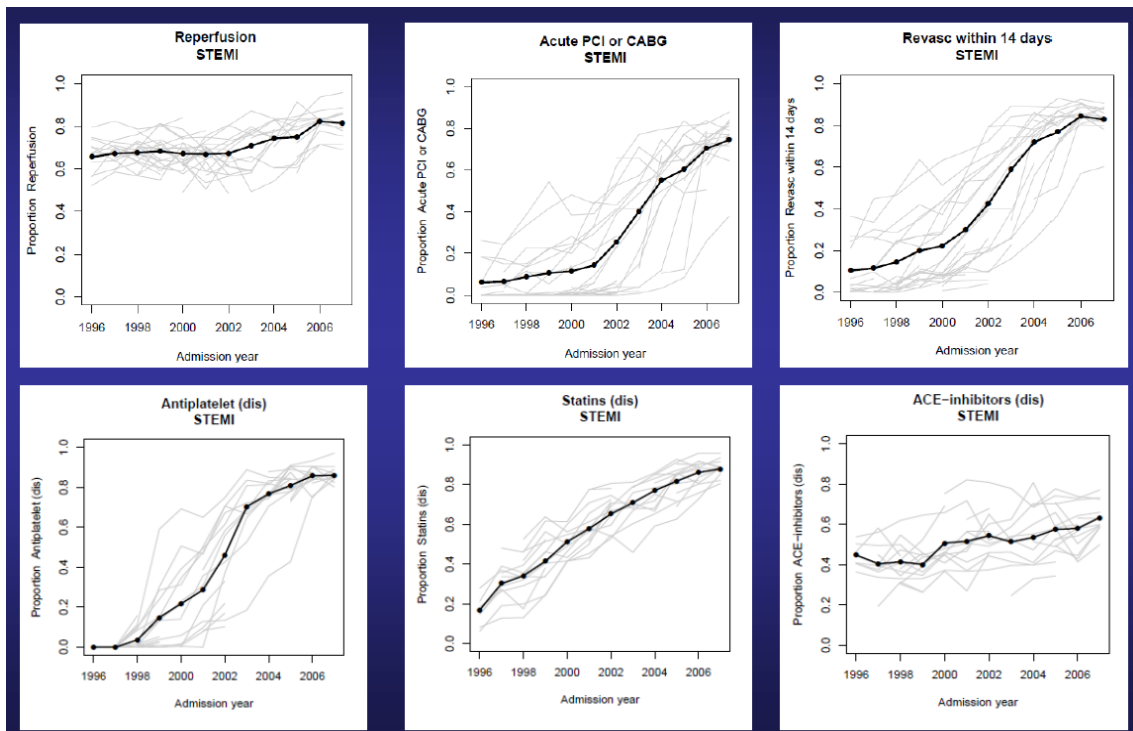 Reperfusion
STEMI
Proportion Reperfusion
1.0
0.8
0.6
0.4
0.2
0.0
1996 1998 2000 2002 2004 2006
Admission year
Acute PCI or CABG
STEMI
Proportion Acute PCI or CABG
1.0
0.8
0.6
0.4
0.2
0.0
1996 1998 2000 2002 2004 2006
Admission year
Revasc within 14 days
STEMI
Proportion Revasc within 14 days
1.0
0.8
0.6
0.4
0.2
0.0
1996 1998 2000 2002 2004 2006
Admission year
Antiplatelet (dis)
STEMI
Proportion Antiplatelet (dis)
1.0
0.8
0.6
0.4
0.2
0.0
1996 1998 2000 2002 2004 2006
Admission year
Statins (dis)
STEMI
Proportion Statins (dis)
1.0
0.8
0.6
0.4
0.2
0.0
1996 1998 2000 2002 2004 2006
Admission year
ACE−inhibitors (dis)
STEMI
Proportion ACE−inhibitors (dis)
1.0
0.8
0.6
0.4
0.2
0.0
1996 1998 2000 2002 2004 2006
Admission year